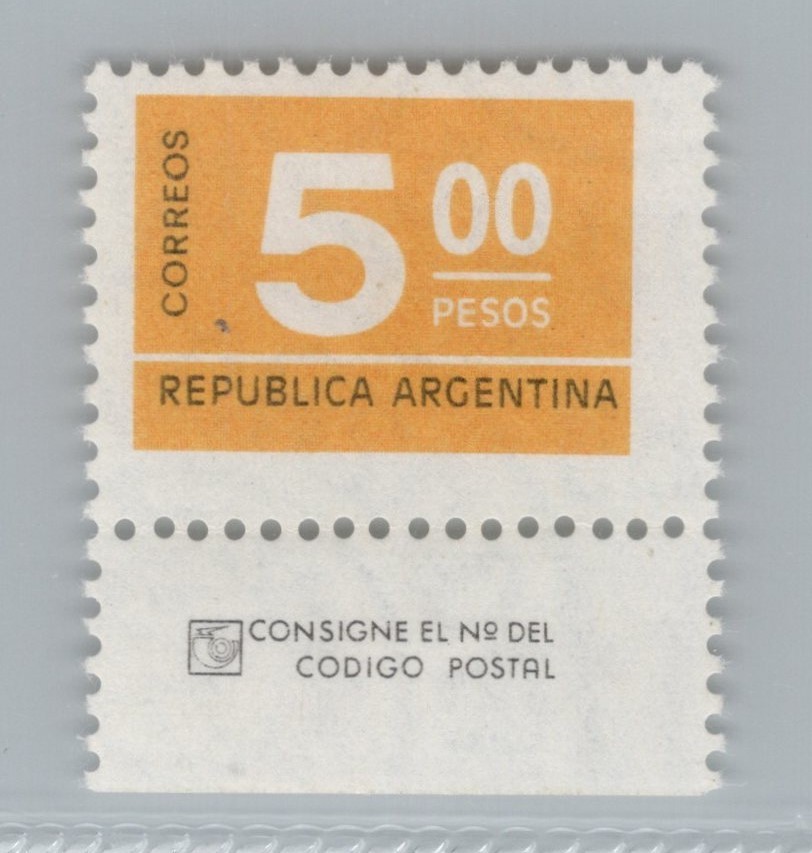 CORREOS
5 00
PESOS
REPUBLICA ARGENTINA
CONSIGNE EL Nº DEL
CODIGO POSTAL